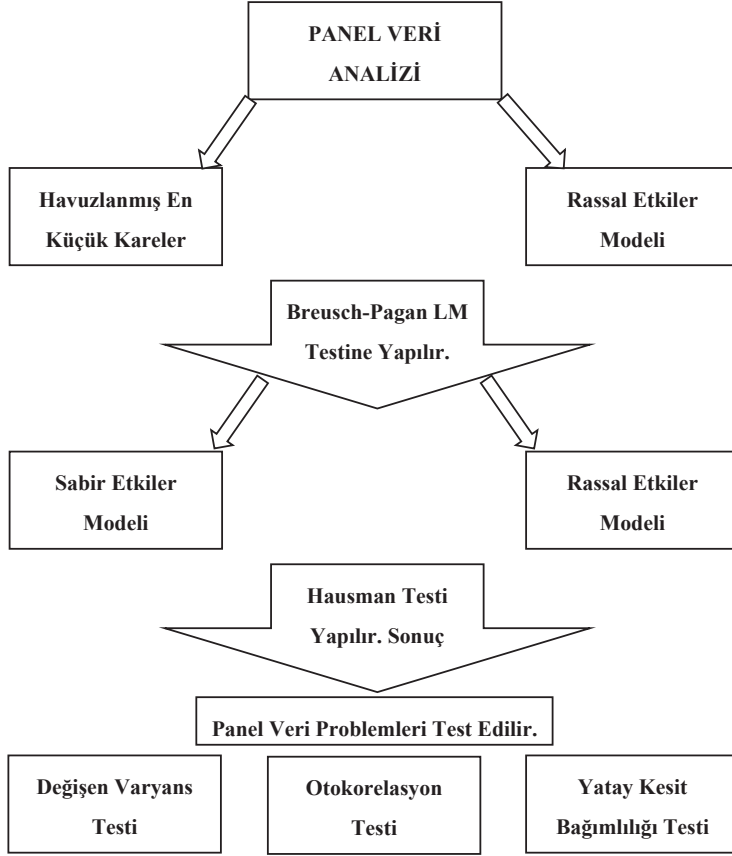 PANEL VERİ
ANALİZİ
Havuzlanmış En
Küçük Kareler
Rassal Etkiler
Modeli
Breusch-Pagan LM
Testine Yapılır.
Sabir Etkiler
Modeli
Rassal Etkiler
Modeli
Hausman Testi
Yapılır. Sonuç
Panel Veri Problemleri Test Edilir.
Değişen Varyans
Testi
Otokorelasyon
Testi
Yatay Kesit
Bağımlılığı Testi